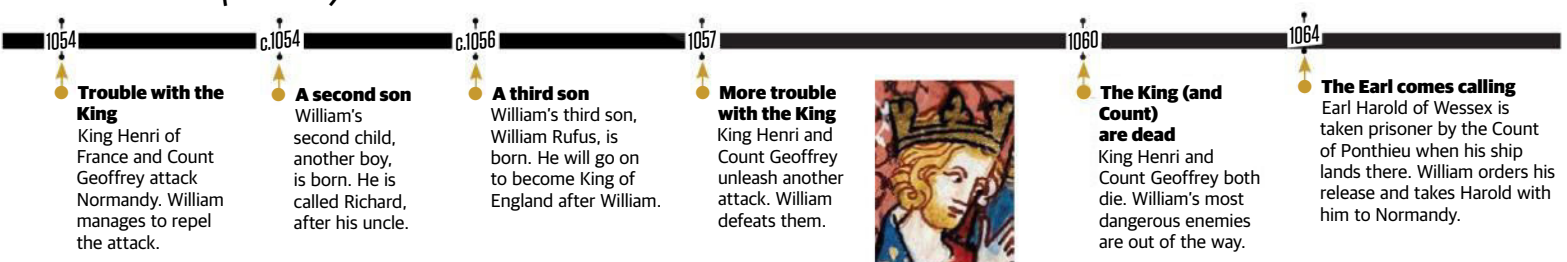 1054
Trouble with the
King
King Henri of
France and Count
Geoffrey attack
Normandy. William
manages to repel
the attack.
c.1054
A second son
William's
second child,
another boy,
is born. He is
called Richard,
after his uncle.
c.1056
A third son
William's third son,
William Rufus, is
born. He will go on
to become King of
England after William.
1057
More trouble
with the King
King Henri and
Count Geoffrey
unleash another
attack. William
defeats them.
1060
The King (and
Count)
are dead
King Henri and
Count Geoffrey both
die. William's most
dangerous enemies
are out of the way.
1064
The Earl comes calling
Earl Harold of Wessex is
taken prisoner by the Count
of Ponthieu when his ship
lands there. William orders his
release and takes Harold with
him to Normandy.